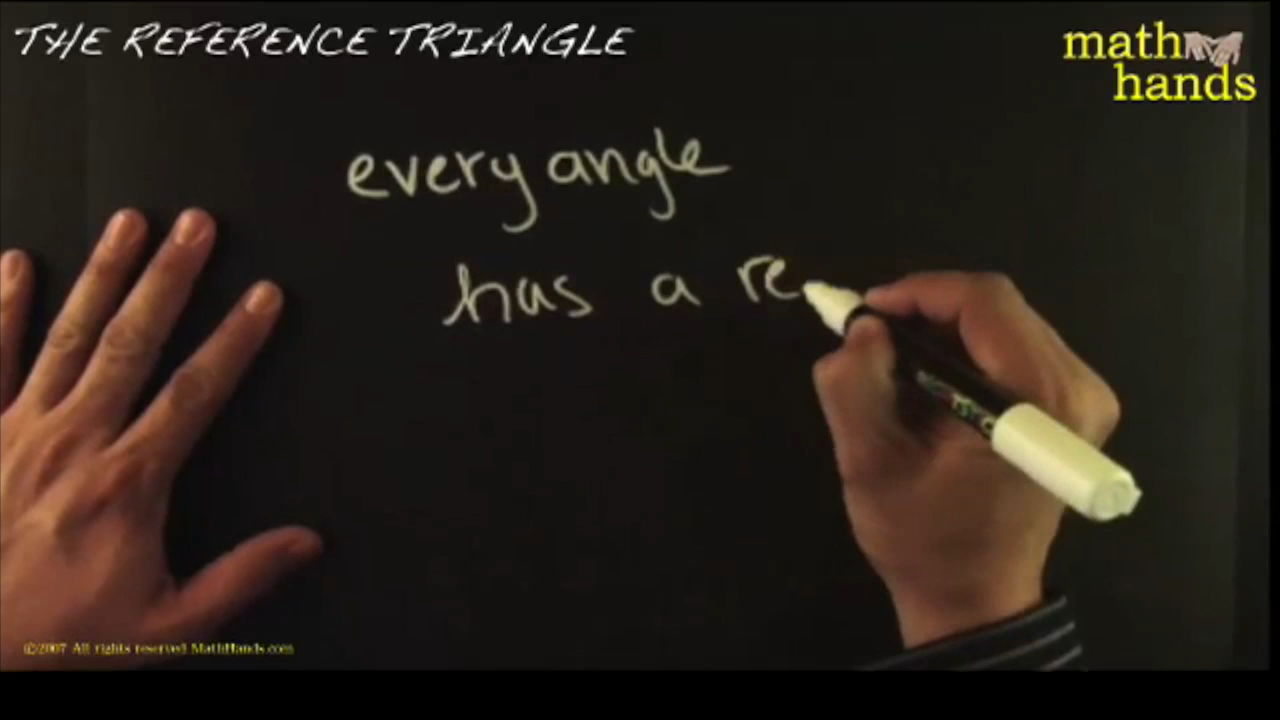 THE REFERENCE TRIANGLE
math
hands
every angle
has a re
©2007 All rights reserved MathHands.com